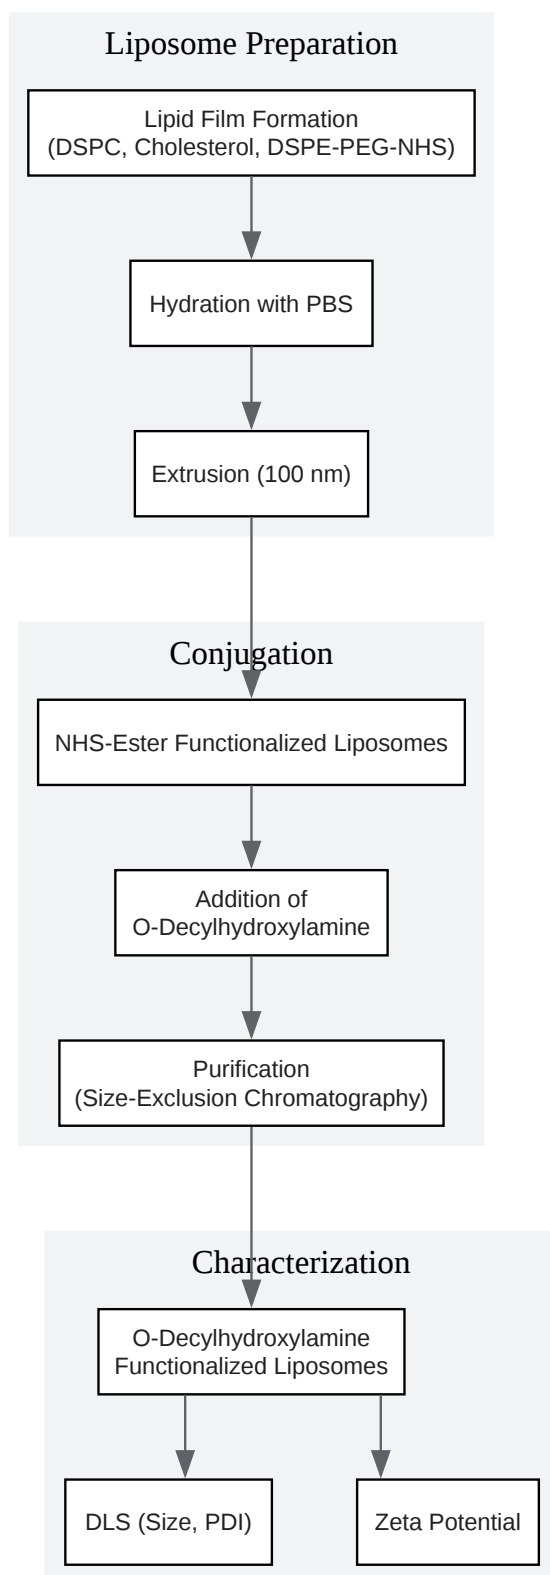 Liposome Preparation
Lipid Film Formation
(DSPC, Cholesterol, DSPE-PEG-NHS)
Hydration with PBS
Extrusion (100 nm)
Conjugation
NHS-Ester Functionalized Liposomes
Addition of
O-Decylhydroxylamine
Purification
(Size-Exclusion Chromatography)
Characterization
O-Decylhydroxylamine
Functionalized Liposomes
DLS (Size, PDI)
Zeta Potential